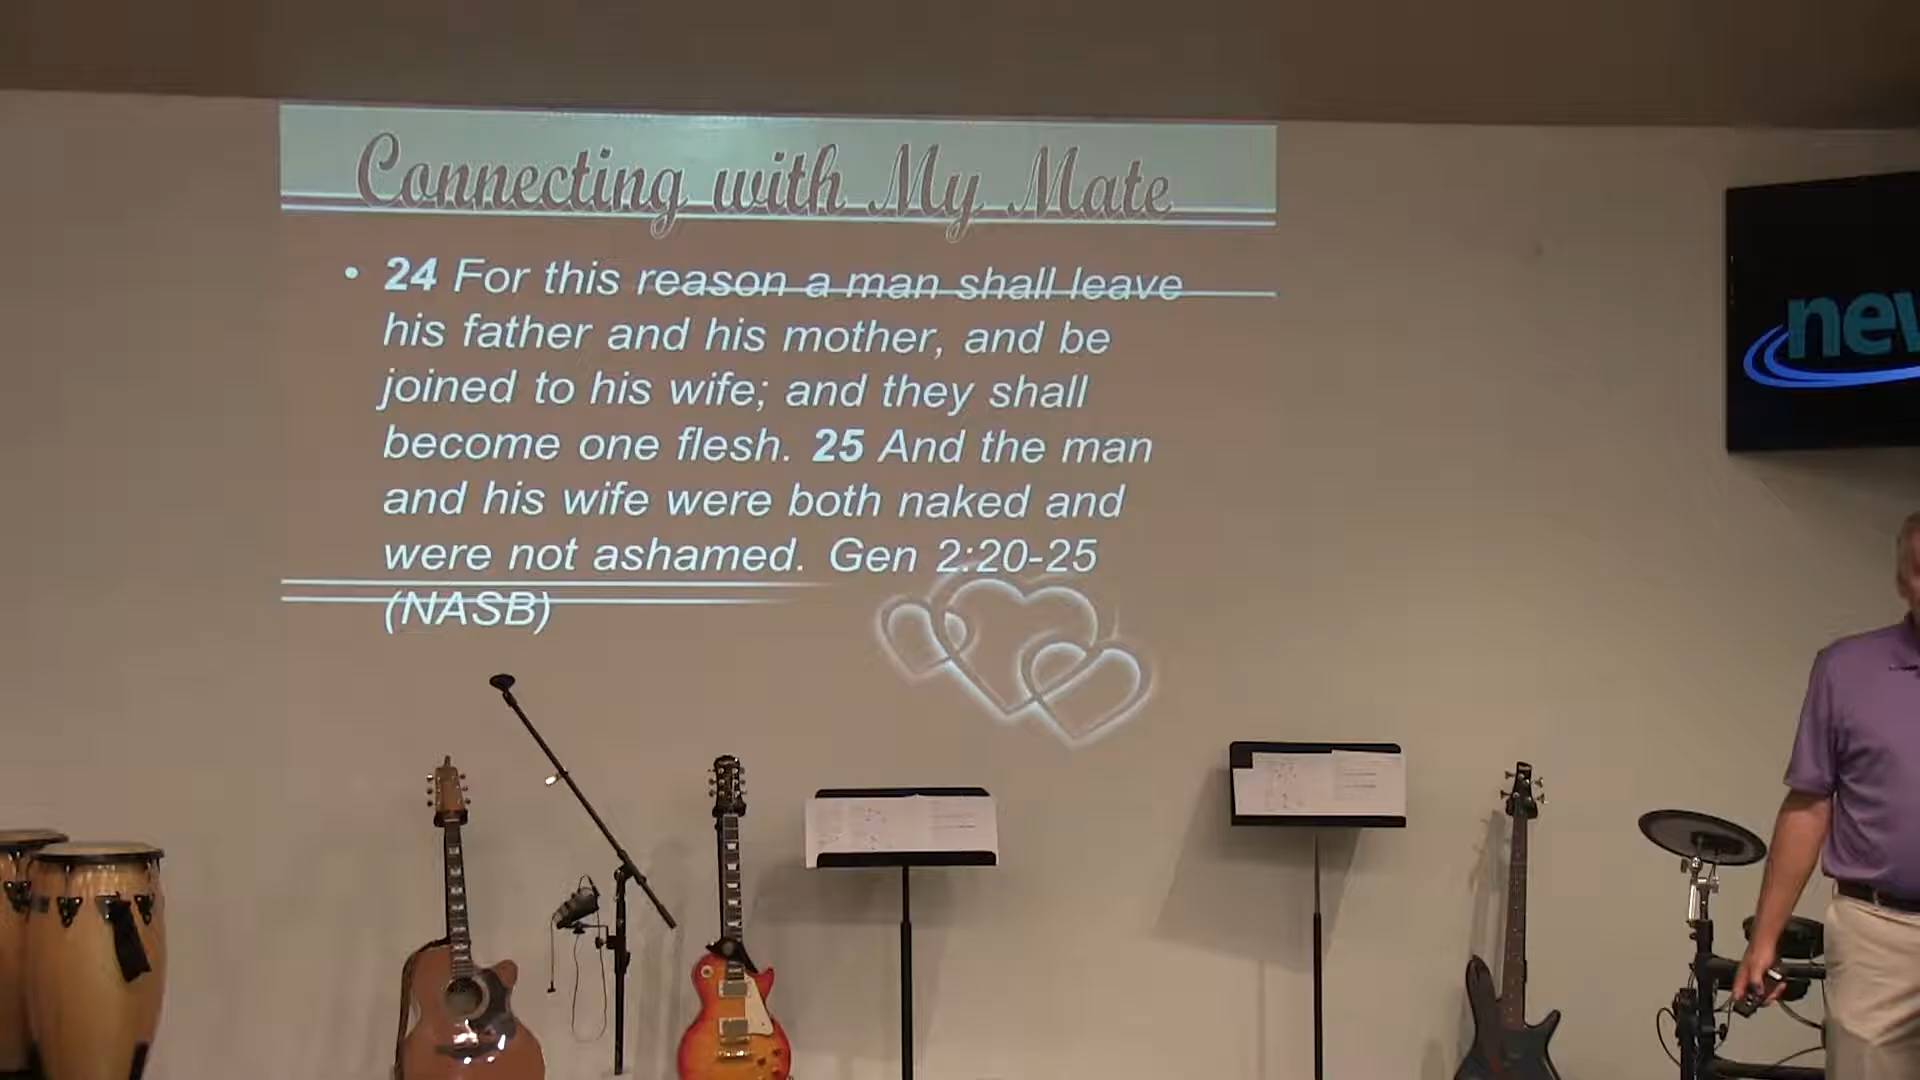 Connecting with My Mate
• 24 For this reason a man shall leave
his father and his mother, and be
joined to his wife; and they shall
become one flesh. 25 And the man
and his wife were both naked and
were not ashamed. Gen 2:20-25
(NASB)